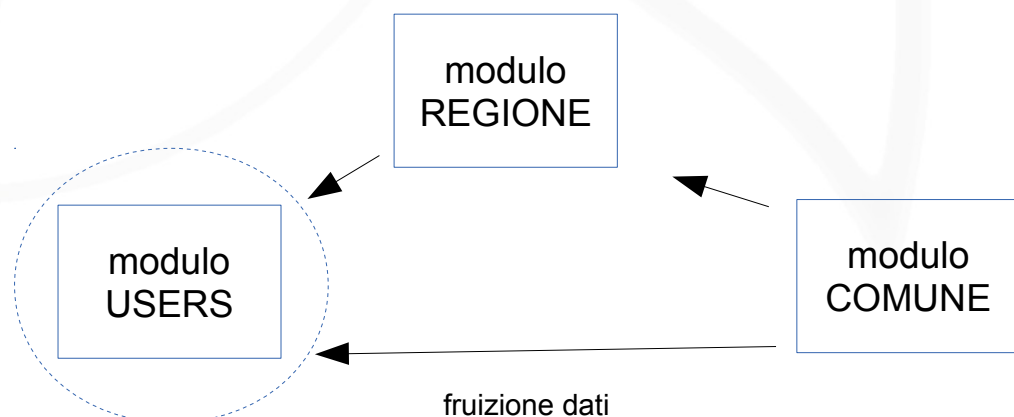 modulo
REGIONE
modulo
USERS
modulo
COMUNE
fruizione dati